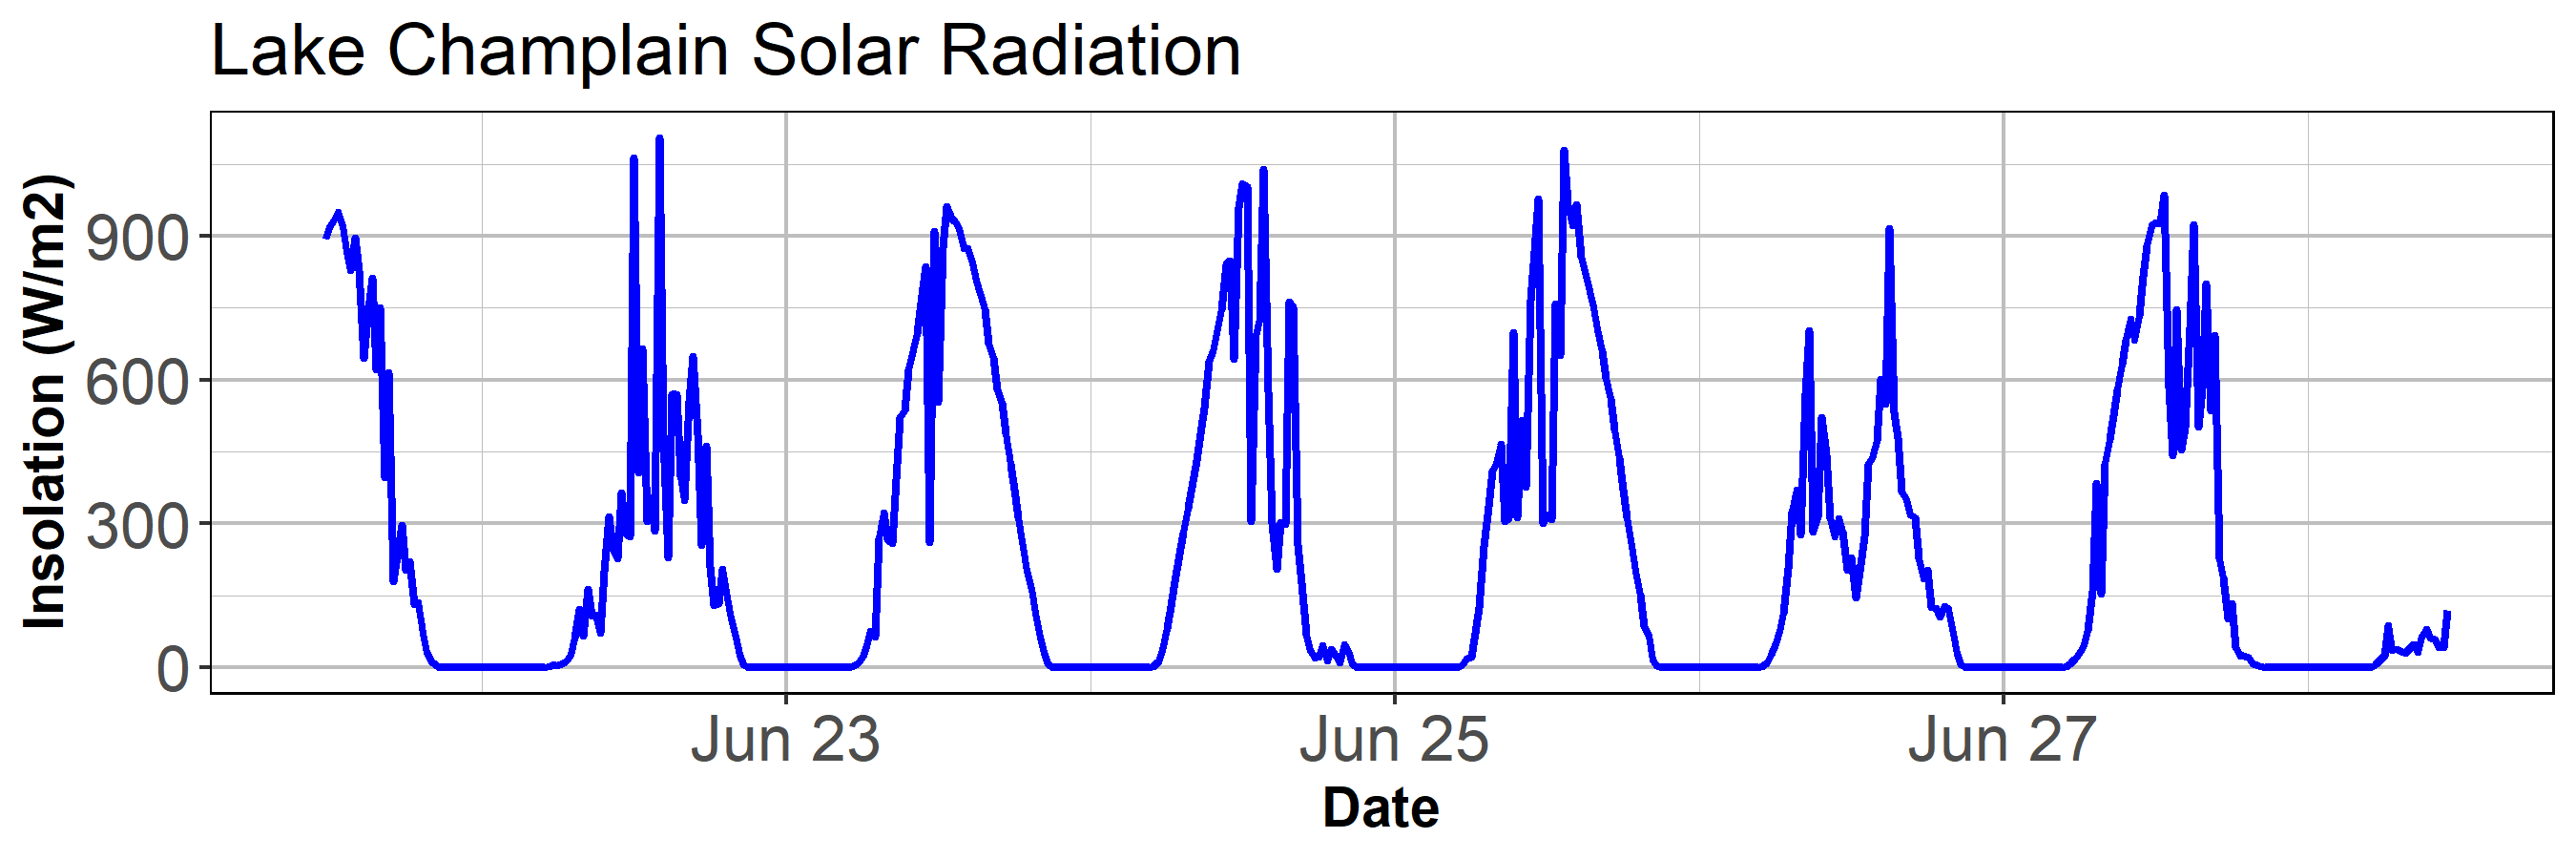 Lake Champlain Solar Radiation
Insolation (W/m2)
900
600
300
0
Jun 23
Jun 25
Jun 27
Date